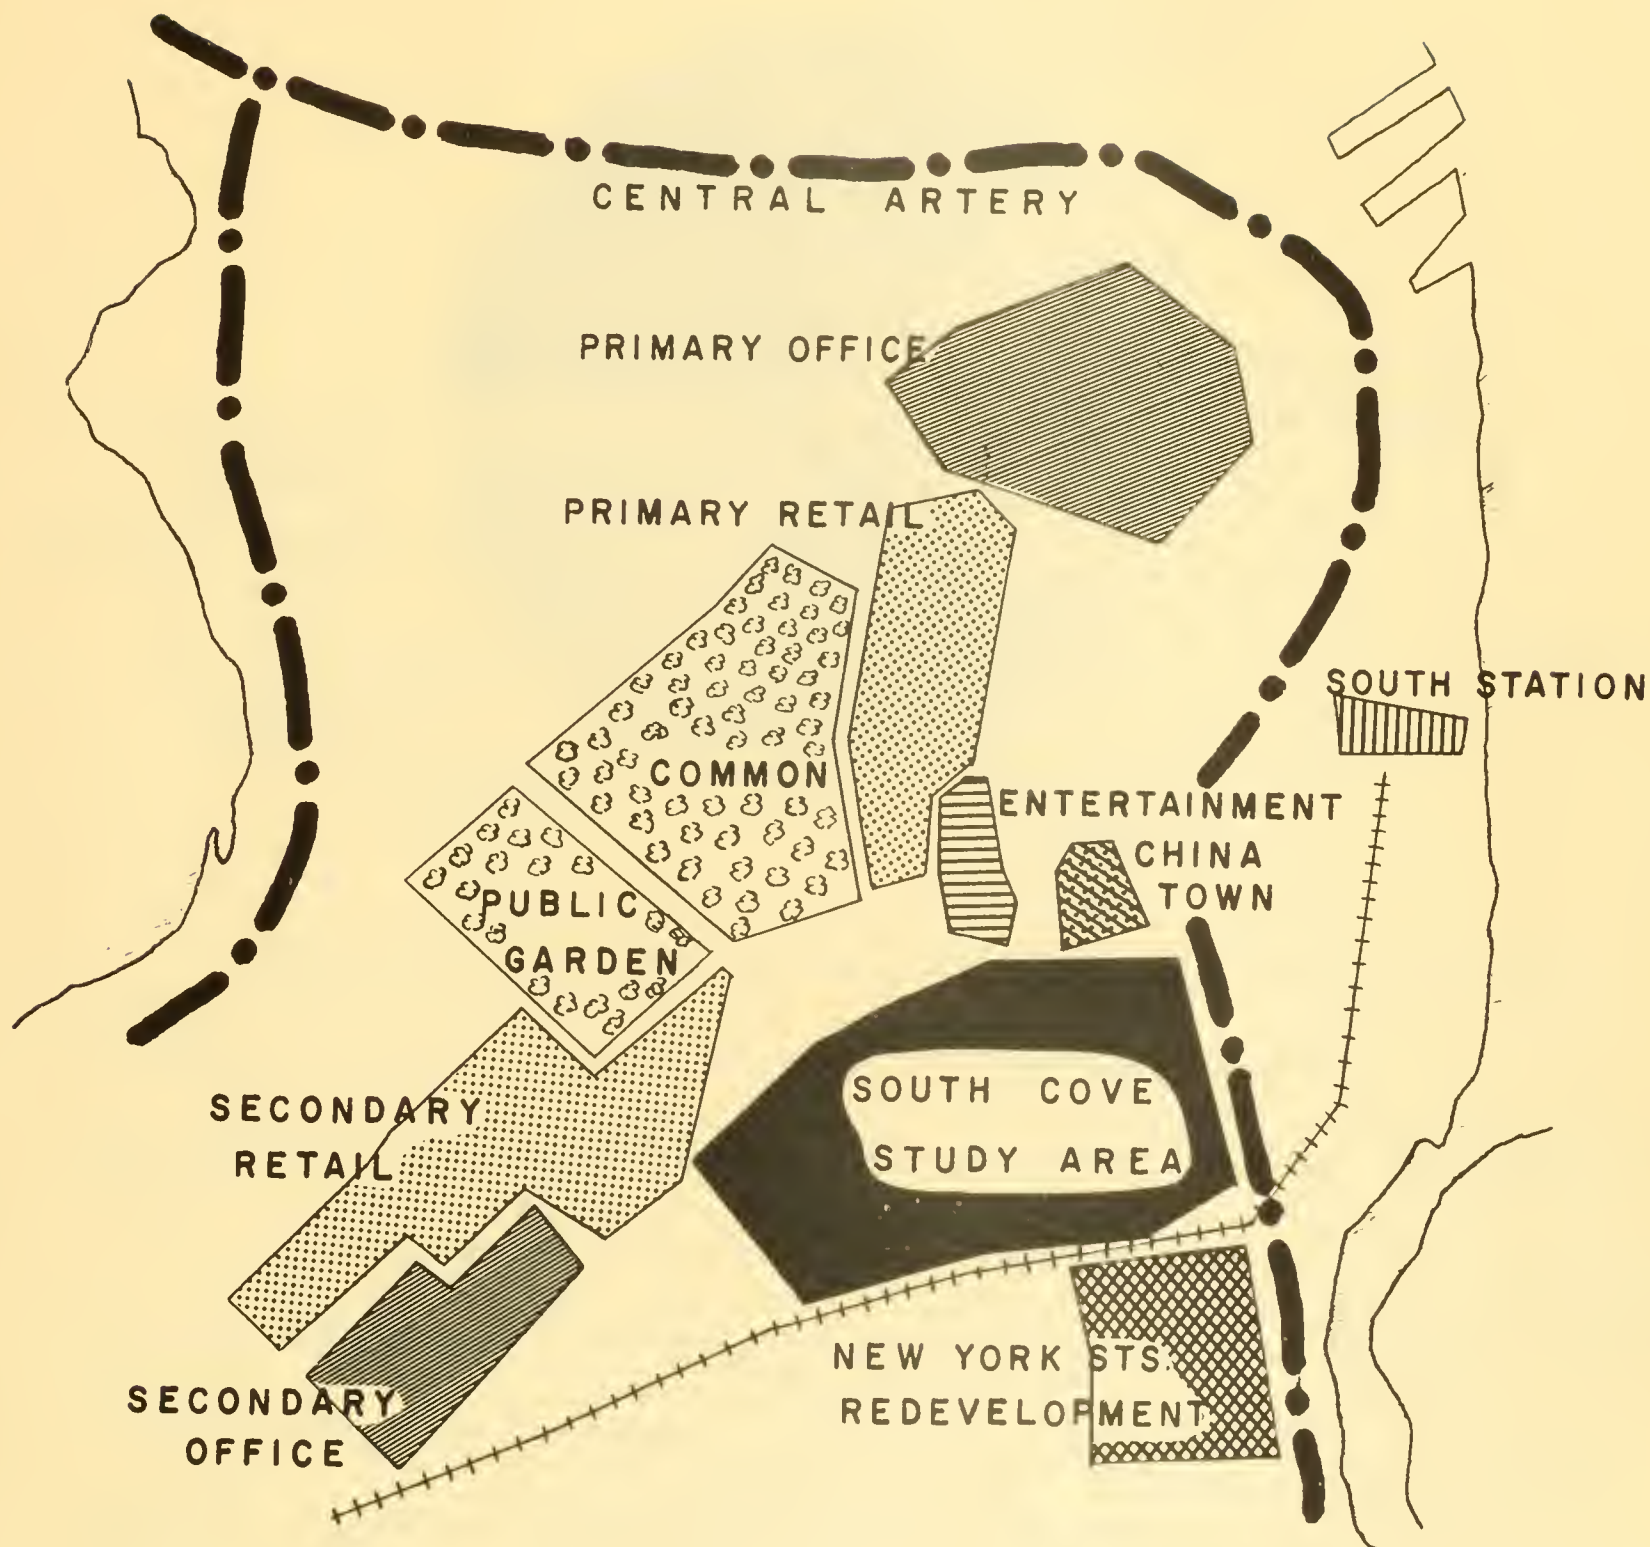 CENTRAL ARTERY
PRIMARY OFFICE
PRIMARY RETAIL
SOUTH STATION
COMMON
ENTERTAINMENT
CHINA
TOWN
PUBLIC
GARDEN
SOUTH COVE
STUDY AREA
SECONDARY
RETAIL
NEW YORK STS.
REDEVELOPMENT
SECONDARY
OFFICE